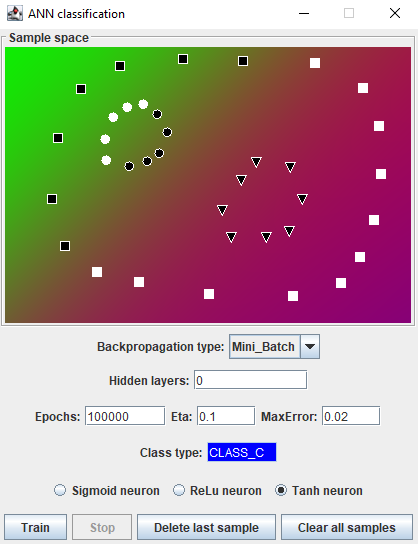 ANN classification
Sample space
Backpropagation type: Mini_Batch
Hidden layers: 0
Epochs: 100000 Eta: 0.1 MaxError: 0.02
Class type: CLASS_C
Sigmoid neuron ReLu neuron Tanh neuron
Train Stop Delete last sample Clear all samples